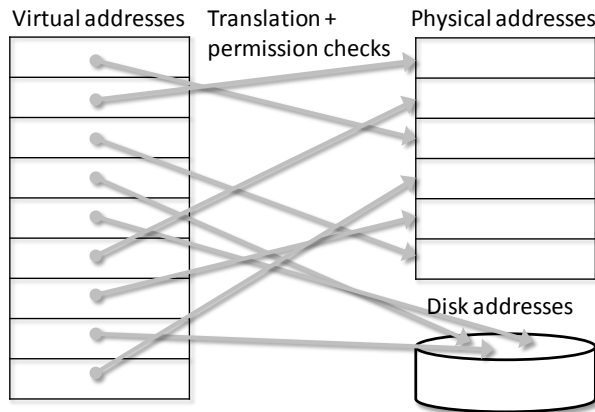 Virtual addresses
Translation +
permission checks
Physical addresses
Disk addresses